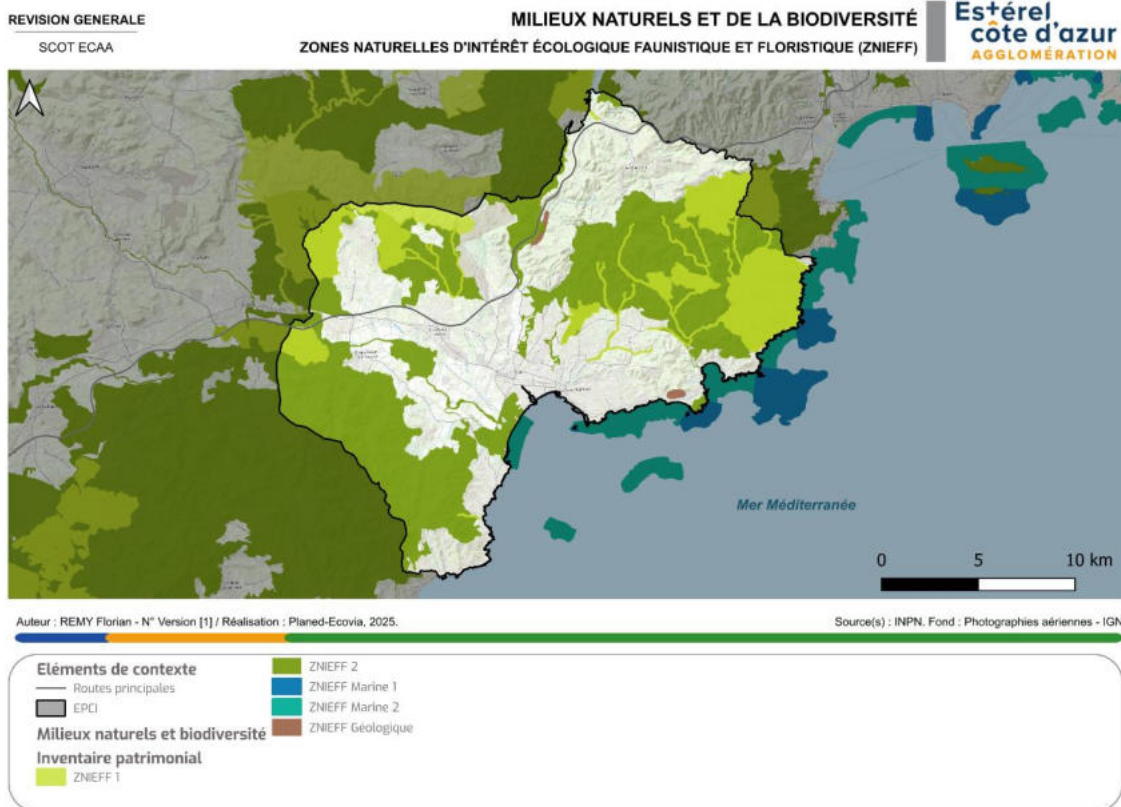 REVISION GENERALE
SCOT ECAA
MILIEUX NATURELS ET DE LA BIODIVERSITÉ
ZONES NATURELLES D'INTÉRÊT ÉCOLOGIQUE FAUNISTIQUE ET FLORISTIQUE (ZNIEFF)
Estérel
côte d'azur
AGGLOMÉRATION
Mer Méditerranée
0 5 10 km
Auteur : REMY Florian - N° Version [1] / Réalisation : Planed-Ecovia, 2025.
Source(s) : INPN. Fond : Photographies aériennes - IGN
Eléments de contexte
Routes principales
EPCI
Milieux naturels et biodiversité
Inventaire patrimonial
ZNIEFF 1
ZNIEFF 2
ZNIEFF Marine 1
ZNIEFF Marine 2
ZNIEFF Géologique